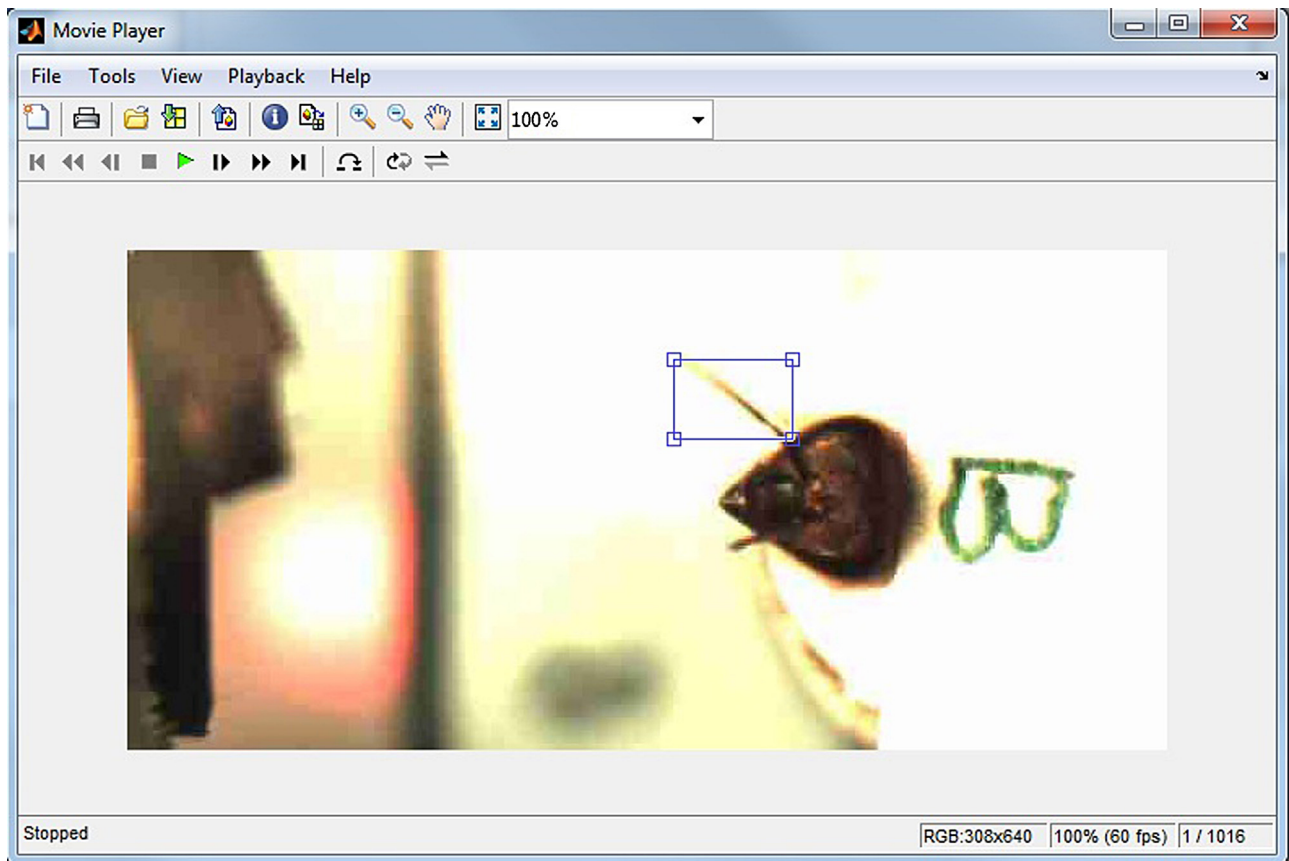 Movie Player
File Tools View Playback Help
100%
B
Stopped
RGB:308x640 100% (60 fps) 1 / 1016